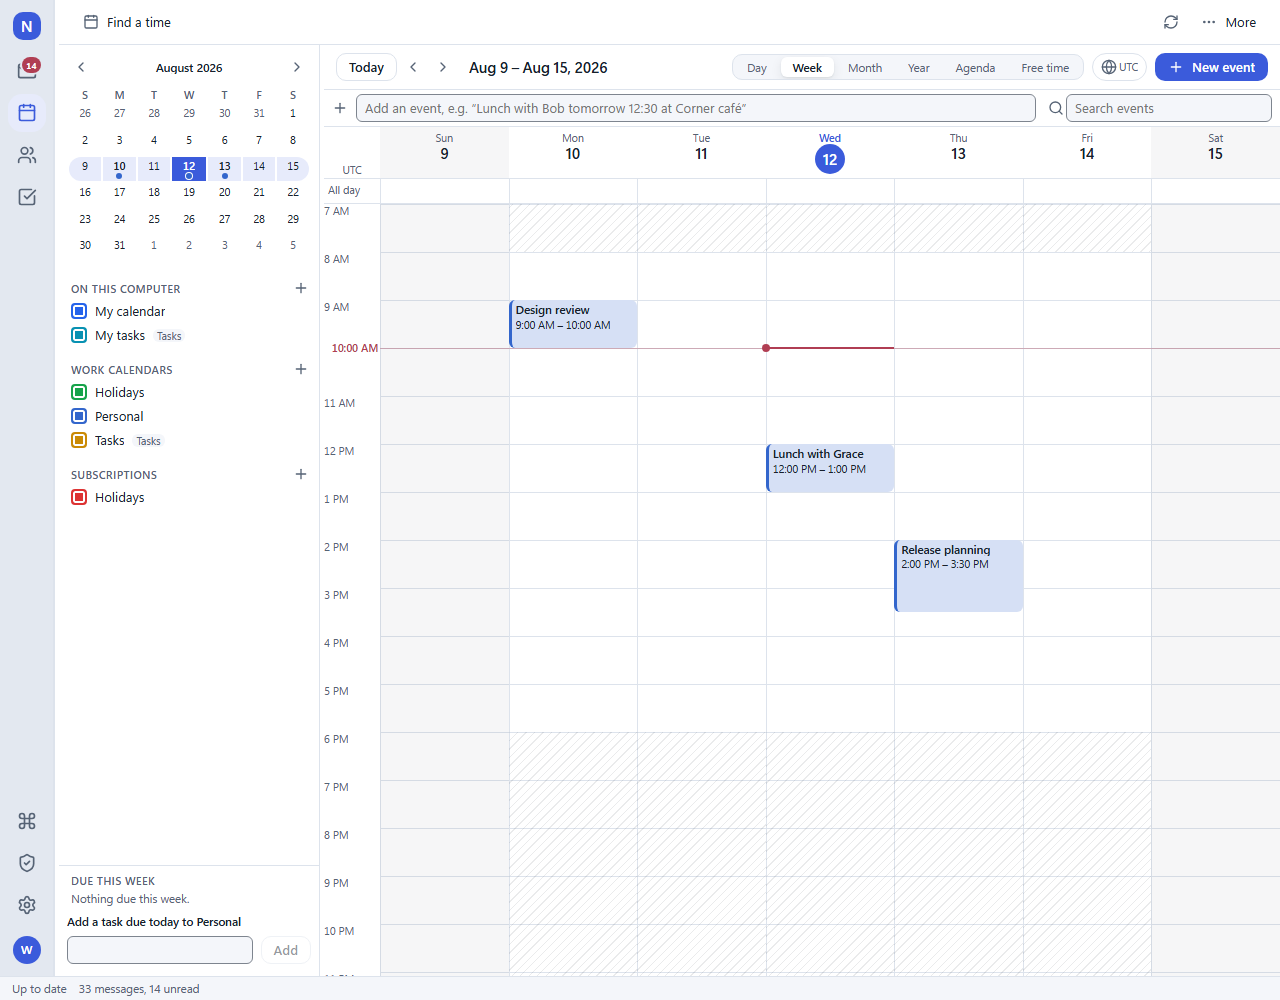 N
Find a time
More
14
August 2026
S M T W T F S
26 27 28 29 30 31 1
2 3 4 5 6 7 8
9 10 11 12 13 14 15
16 17 18 19 20 21 22
23 24 25 26 27 28 29
30 31 1 2 3 4 5
ON THIS COMPUTER
My calendar
My tasks Tasks
WORK CALENDARS
Holidays
Personal
Tasks Tasks
SUBSCRIPTIONS
Holidays
DUE THIS WEEK
Nothing due this week.
Add a task due today to Personal
Add
W
Today
Aug 9 – Aug 15, 2026
Day Week Month Year Agenda Free time
UTC
New event
Add an event, e.g. “Lunch with Bob tomorrow 12:30 at Corner café”
Search events
UTC
Sun 9
Mon 10
Tue 11
Wed 12
Thu 13
Fri 14
Sat 15
All day
7 AM
8 AM
9 AM
Design review
9:00 AM – 10:00 AM
10:00 AM
11 AM
12 PM
Lunch with Grace
12:00 PM – 1:00 PM
1 PM
2 PM
Release planning
2:00 PM – 3:30 PM
3 PM
4 PM
5 PM
6 PM
7 PM
8 PM
9 PM
10 PM
Up to date 33 messages, 14 unread